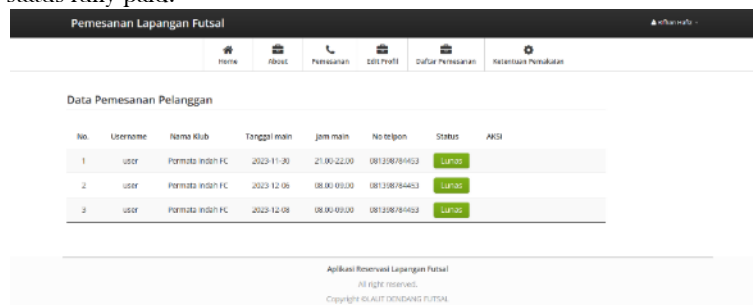 status fully paid.
Pemesanan Lapangan Futsal
Home About Pemesanan Edit Profil Daftar Pemesanan Ketentuan Pemakaian
Data Pemesanan Pelanggan
No. Username Nama Klub Tanggal main jam main No telpon Status AKSI
1 user Permata Indah FC 2023-11-30 21.00-22.00 081398784453 Lunas
2 user Permata Indah FC 2023-12-06 08.00-09.00 081398784453 Lunas
3 user Permata Indah FC 2023-12-08 08.00-09.00 081398784453 Lunas
Aplikasi Reservasi Lapangan Futsal
All right reserved.
Copyright ©LAUT DENDANG FUTSAL.